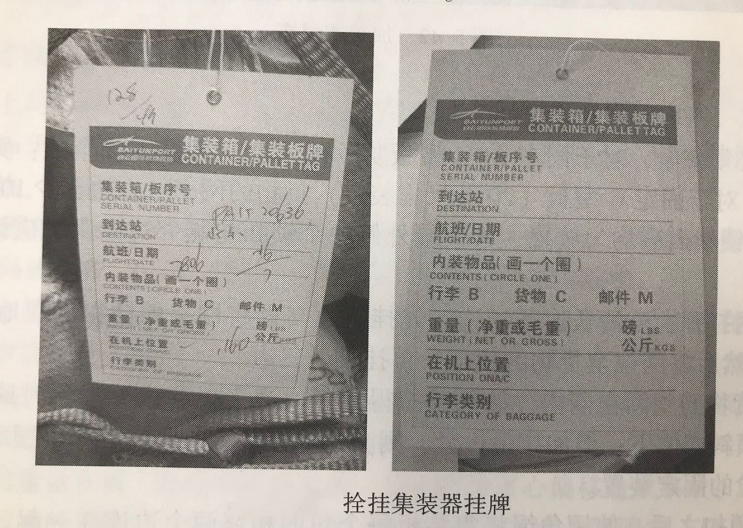 128
BAIYUNPORT
集装箱/集装板牌
CONTAINER/PALLET TAG
集装箱/板序号
CONTAINER/PALLET
SERIAL NUMBER
到达站
DESTINATION
航班/日期
FLIGHT/DATE
内装物品(画一个圈)
CONTENTS (CIRCLE ONE)
行李 B 货物 C 邮件 M
重量(净重或毛重) 磅 LBS
公斤 KGS
在机上位置
行李类别
CATEGORY OF BAGGAGE
BAIYUNPORT
集装箱/集装板牌
CONTAINER/PALLET TAG
集装箱/板序号
CONTAINER/PALLET
SERIAL NUMBER
到达站
DESTINATION
航班/日期
FLIGHT/DATE
内装物品(画一个圈)
CONTENTS (CIRCLE ONE)
行李 B 货物 C 邮件 M
重量(净重或毛重) 磅 LBS
WEIGHT (NET OR GROSS) 公斤 KGS
在机上位置
POSITION ONA/C
行李类别
CATEGORY OF BAGGAGE
拴挂集装器挂牌